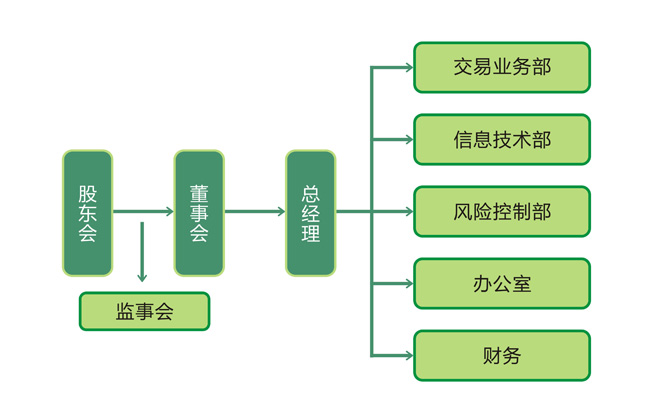 股东会
董事会
总经理
监事会
交易业务部
信息技术部
风险控制部
办公室
财务